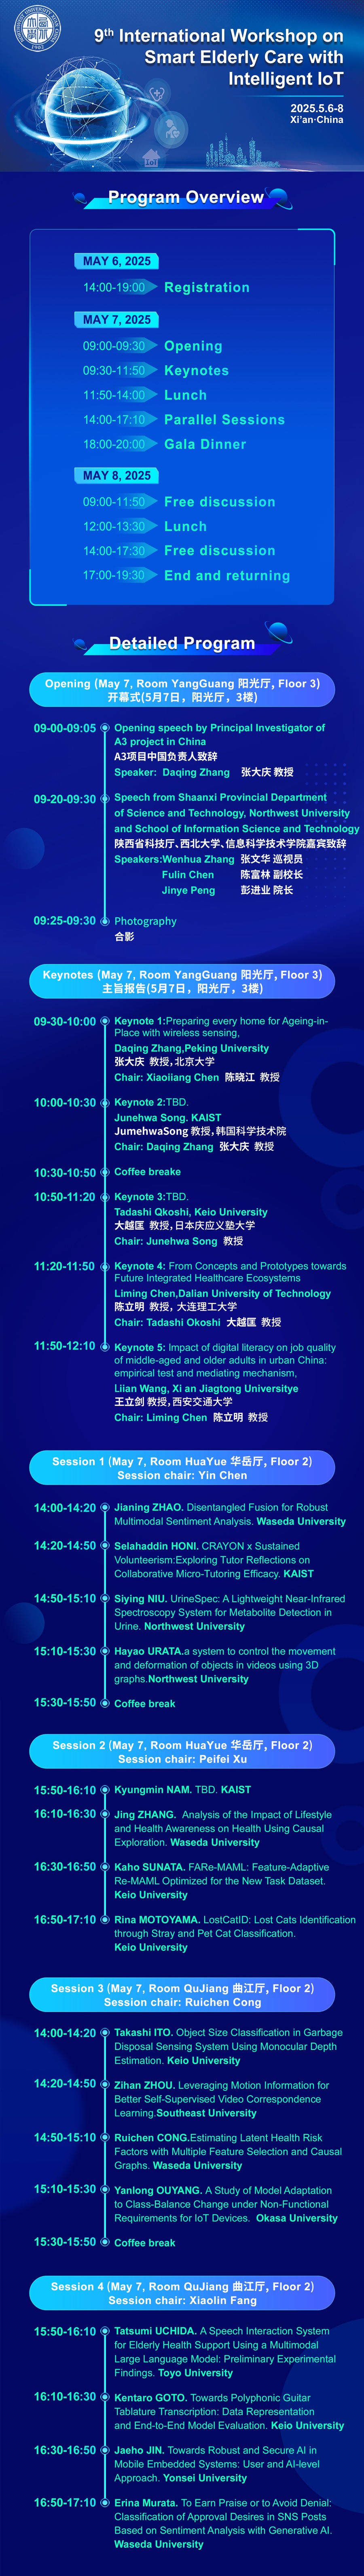 NORTHWEST UNIVERSITY
1902
9th International Workshop on
Smart Elderly Care with
Intelligent IoT
2025.5.6-8
Xi'an·China
IoT
Program Overview
MAY 6, 2025
14:00-19:00 Registration
MAY 7, 2025
09:00-09:30 Opening
09:30-11:50 Keynotes
11:50-14:00 Lunch
14:00-17:10 Parallel Sessions
18:00-20:00 Gala Dinner
MAY 8, 2025
09:00-11:50 Free discussion
12:00-13:30 Lunch
14:00-17:30 Free discussion
17:00-19:30 End and returning
Detailed Program
Opening (May 7, Room YangGuang 阳光厅, Floor 3)
开幕式(5月7日，阳光厅，3楼)
09-00-09:05 Opening speech by Principal Investigator of
A3 project in China
A3项目中国负责人致辞
Speaker: Daqing Zhang 张大庆 教授
09-20-09:30 Speech from Shaanxi Provincial Department
of Science and Technology, Northwest University
and School of Information Science and Technology
陕西省科技厅、西北大学、信息科学技术学院嘉宾致辞
Speakers:Wenhua Zhang 张文华 巡视员
Fulin Chen 陈富林 副校长
Jinye Peng 彭进业 院长
09:25-09:30 Photography
合影
Keynotes (May 7, Room YangGuang 阳光厅, Floor 3)
主旨报告(5月7日，阳光厅，3楼)
09-30-10:00 Keynote 1:Preparing every home for Ageing-in-
Place with wireless sensing,
Daqing Zhang,Peking University
张大庆 教授，北京大学
Chair: Xiaoiiang Chen 陈晓江 教授
10:00-10:30 Keynote 2:TBD.
Junehwa Song. KAIST
JumehwaSong 教授，韩国科学技术院
Chair: Daqing Zhang 张大庆 教授
10:30-10:50 Coffee breake
10:50-11:20 Keynote 3:TBD.
Tadashi Qkoshi, Keio University
大越匡 教授，日本庆应义塾大学
Chair: Junehwa Song 教授
11:20-11:50 Keynote 4: From Concepts and Prototypes towards
Future Integrated Healthcare Ecosystems
Liming Chen,Dalian University of Technology
陈立明 教授，大连理工大学
Chair: Tadashi Okoshi 大越匡 教授
11:50-12:10 Keynote 5: Impact of digital literacy on job quality
of middle-aged and older adults in urban China:
empirical test and mediating mechanism,
Liian Wang, Xi an Jiagtong Universitye
王立剑 教授，西安交通大学
Chair: Liming Chen 陈立明 教授
Session 1 (May 7, Room HuaYue 华岳厅, Floor 2)
Session chair: Yin Chen
14:00-14:20 Jianing ZHAO. Disentangled Fusion for Robust
Multimodal Sentiment Analysis. Waseda University
14:20-14:50 Selahaddin HONI. CRAYON x Sustained
Volunteerism:Exploring Tutor Reflections on
Collaborative Micro-Tutoring Efficacy. KAIST
14:50-15:10 Siying NIU. UrineSpec: A Lightweight Near-Infrared
Spectroscopy System for Metabolite Detection in
Urine. Northwest University
15:10-15:30 Hayao URATA.a system to control the movement
and deformation of objects in videos using 3D
graphs.Northwest University
15:30-15:50 Coffee break
Session 2 (May 7, Room HuaYue 华岳厅, Floor 2)
Session chair: Peifei Xu
15:50-16:10 Kyungmin NAM. TBD. KAIST
16:10-16:30 Jing ZHANG. Analysis of the Impact of Lifestyle
and Health Awareness on Health Using Causal
Exploration. Waseda University
16:30-16:50 Kaho SUNATA. FARe-MAML: Feature-Adaptive
Re-MAML Optimized for the New Task Dataset.
Keio University
16:50-17:10 Rina MOTOYAMA. LostCatID: Lost Cats Identification
through Stray and Pet Cat Classification.
Keio University
Session 3 (May 7, Room QuJiang 曲江厅, Floor 2)
Session chair: Ruichen Cong
14:00-14:20 Takashi ITO. Object Size Classification in Garbage
Disposal Sensing System Using Monocular Depth
Estimation. Keio University
14:20-14:50 Zihan ZHOU. Leveraging Motion Information for
Better Self-Supervised Video Correspondence
Learning.Southeast University
14:50-15:10 Ruichen CONG.Estimating Latent Health Risk
Factors with Multiple Feature Selection and Causal
Graphs. Waseda University
15:10-15:30 Yanlong OUYANG. A Study of Model Adaptation
to Class-Balance Change under Non-Functional
Requirements for IoT Devices. Okasa University
15:30-15:50 Coffee break
Session 4 (May 7, Room QuJiang 曲江厅, Floor 2)
Session chair: Xiaolin Fang
15:50-16:10 Tatsumi UCHIDA. A Speech Interaction System
for Elderly Health Support Using a Multimodal
Large Language Model: Preliminary Experimental
Findings. Toyo University
16:10-16:30 Kentaro GOTO. Towards Polyphonic Guitar
Tablature Transcription: Data Representation
and End-to-End Model Evaluation. Keio University
16:30-16:50 Jaeho JIN. Towards Robust and Secure AI in
Mobile Embedded Systems: User and AI-level
Approach. Yonsei University
16:50-17:10 Erina Murata. To Earn Praise or to Avoid Denial:
Classification of Approval Desires in SNS Posts
Based on Sentiment Analysis with Generative AI.
Waseda University